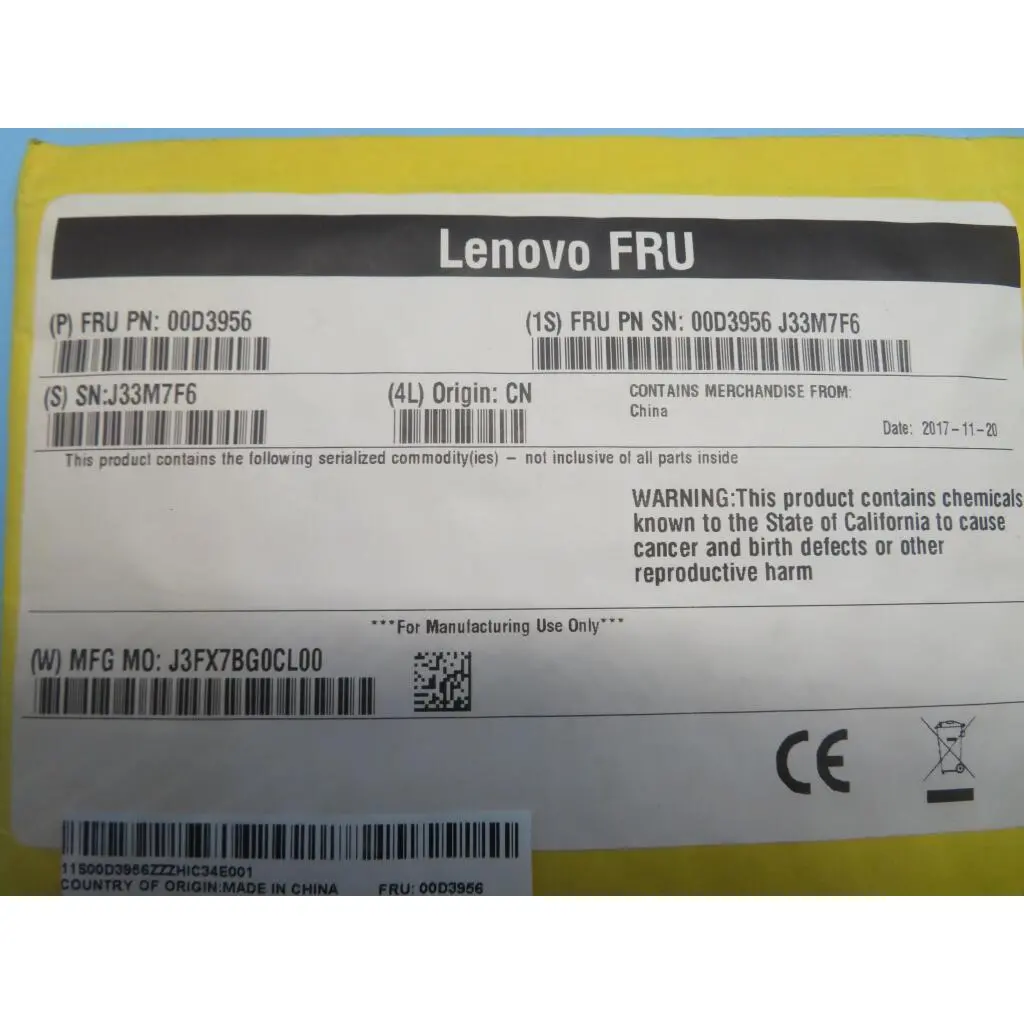 Lenovo FRU
(P) FRU PN: 00D3956
(1S) FRU PN SN: 00D3956 J33M7F6
(S) SN:J33M7F6
(4L) Origin: CN
CONTAINS MERCHANDISE FROM:
China
Date: 2017-11-20
This product contains the following serialized commodity(ies) – not inclusive of all parts inside
WARNING:This product contains chemicals
known to the State of California to cause
cancer and birth defects or other
reproductive harm
***For Manufacturing Use Only***
(W) MFG MO: J3FX7BG0CL00
CE
11S00D3956ZZZHIC34E001
COUNTRY OF ORIGIN:MADE IN CHINA
FRU: 00D3956